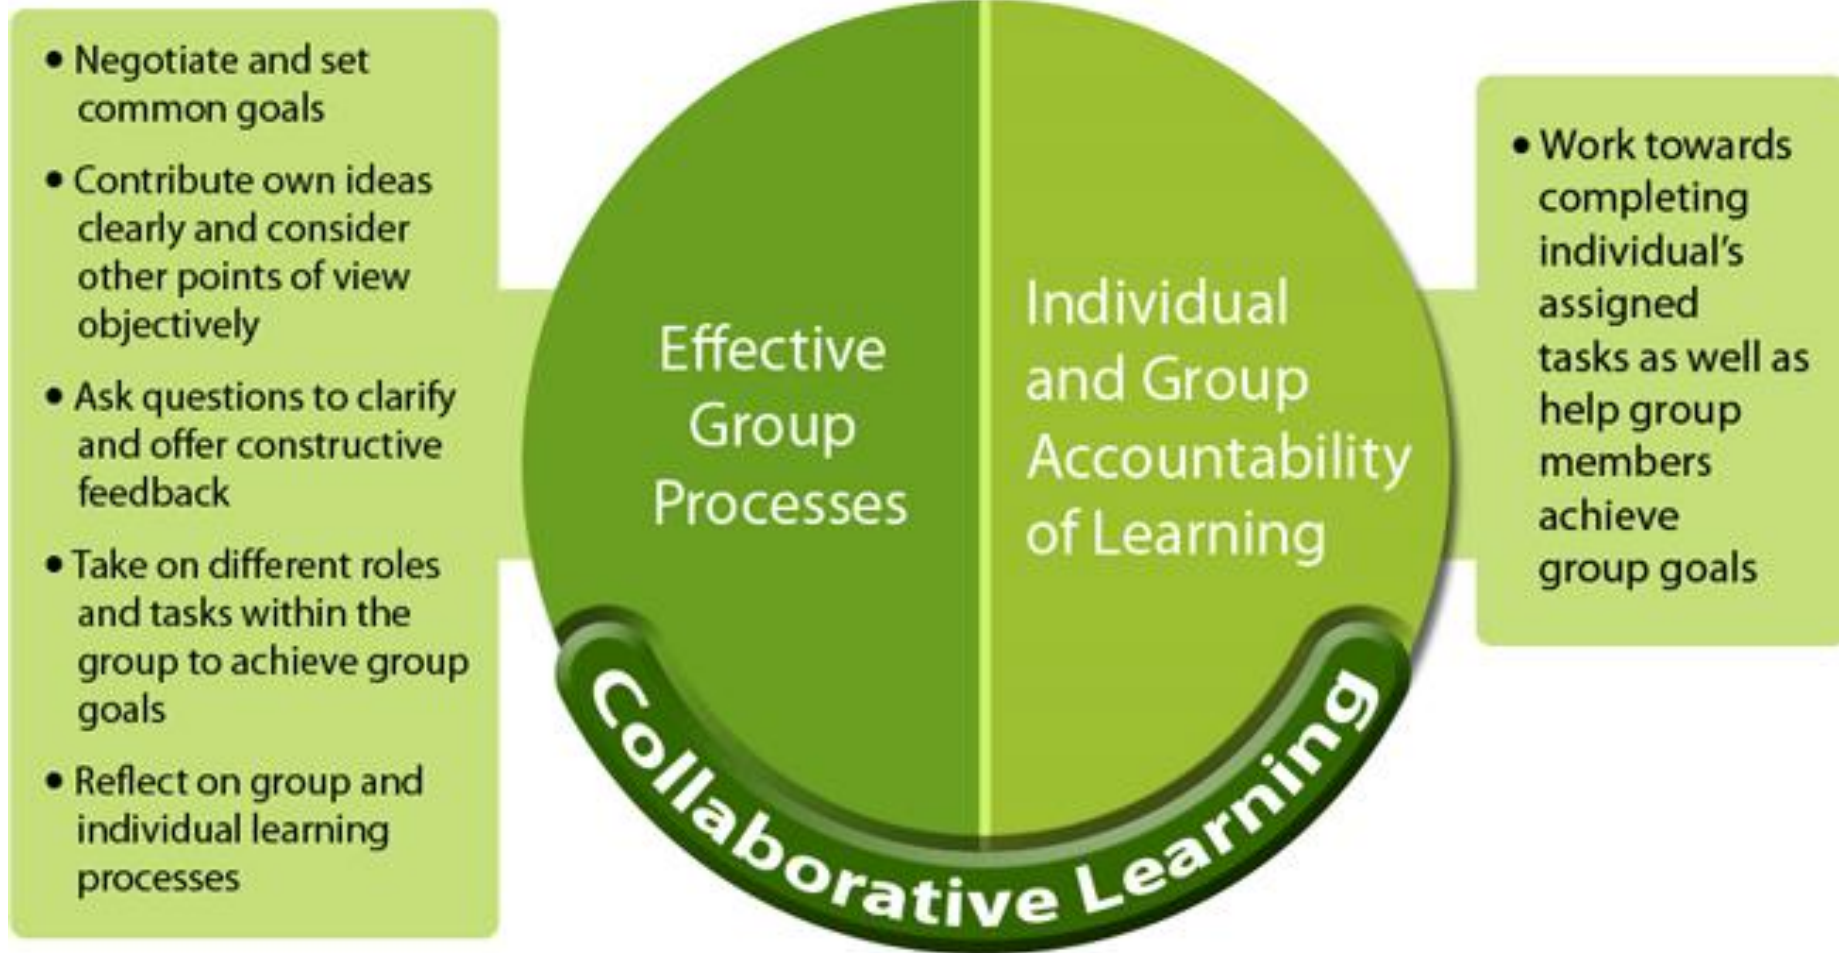 • Negotiate and set
common goals
• Contribute own ideas
clearly and consider
other points of view
objectively
• Ask questions to clarify
and offer constructive
feedback
• Take on different roles
and tasks within the
group to achieve group
goals
• Reflect on group and
individual learning
processes
Effective
Group
Processes
Individual
and Group
Accountability
of Learning
Collaborative Learning
• Work towards
completing
individual’s
assigned
tasks as well as
help group
members
achieve
group goals